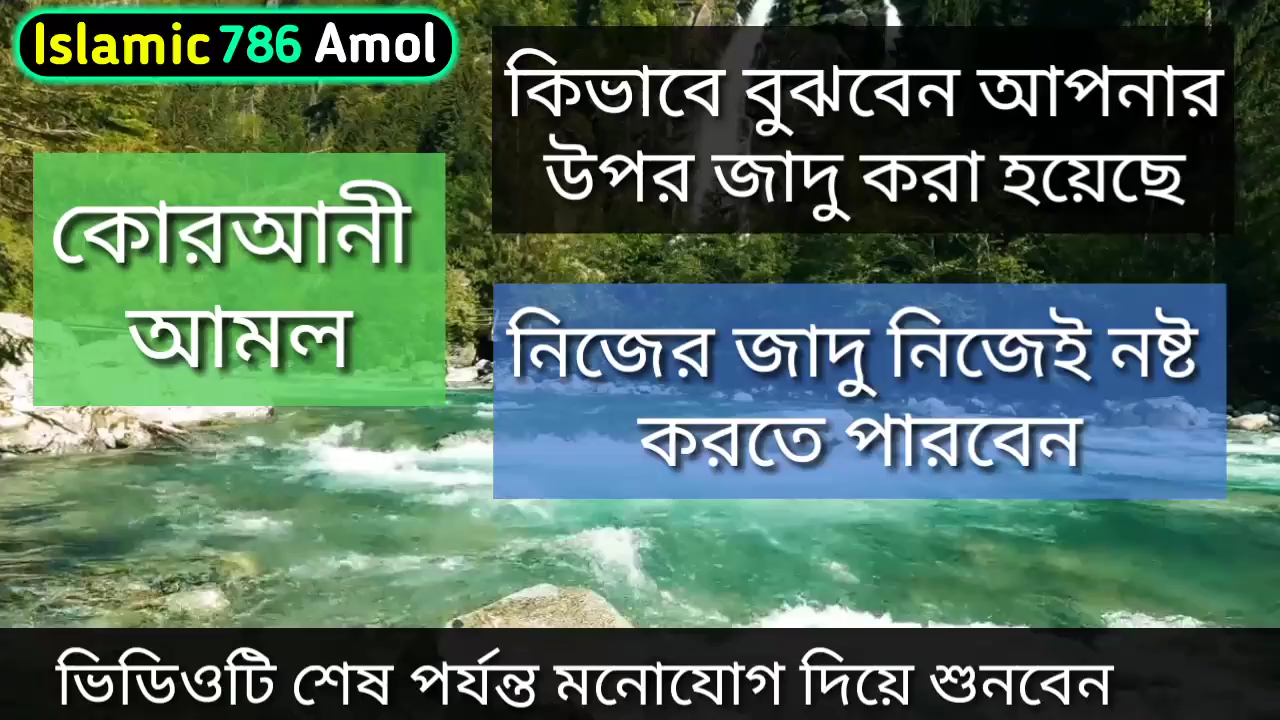 Islamic 786 Amol
কিভাবে বুঝবেন আপনার
উপর জাদু করা হয়েছে
কোরআনী
আমল
নিজের জাদু নিজেই নষ্ট
করতে পারবেন
ভিডিওটি শেষ পর্যন্ত মনোযোগ দিয়ে শুনবেন